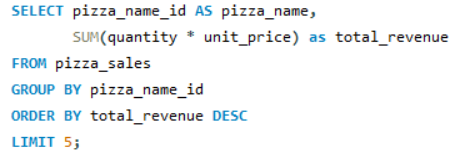 SELECT pizza_name_id AS pizza_name,
SUM(quantity * unit_price) as total_revenue
FROM pizza_sales
GROUP BY pizza_name_id
ORDER BY total_revenue DESC
LIMIT 5;